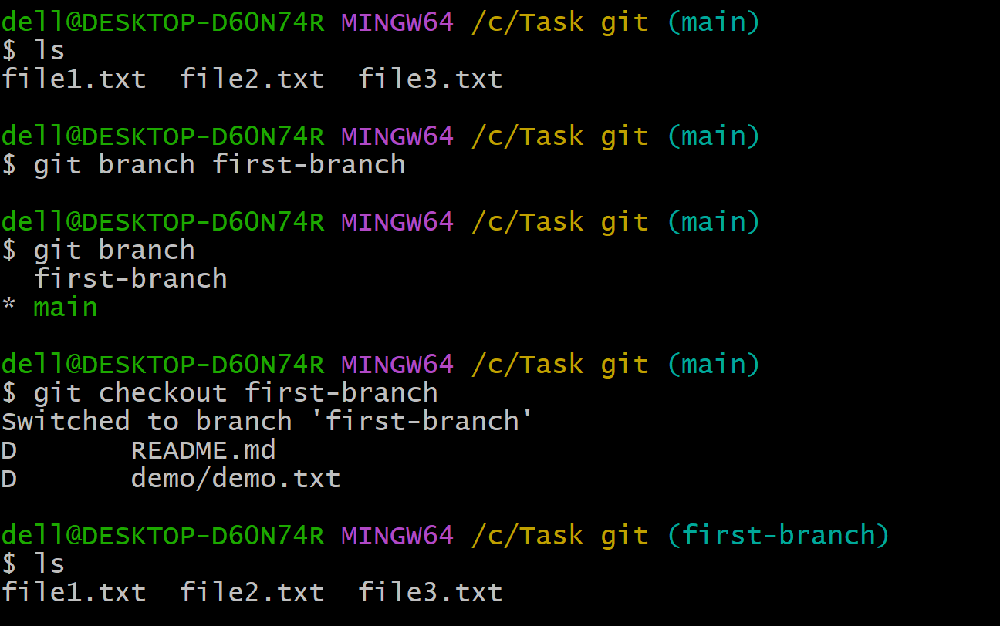 dell@DESKTOP-D6ON74R MINGW64 /c/Task git (main)
$ ls
file1.txt  file2.txt  file3.txt
dell@DESKTOP-D6ON74R MINGW64 /c/Task git (main)
$ git branch first-branch
dell@DESKTOP-D6ON74R MINGW64 /c/Task git (main)
$ git branch
  first-branch
* main
dell@DESKTOP-D6ON74R MINGW64 /c/Task git (main)
$ git checkout first-branch
Switched to branch 'first-branch'
D       README.md
D       demo/demo.txt
dell@DESKTOP-D6ON74R MINGW64 /c/Task git (first-branch)
$ ls
file1.txt  file2.txt  file3.txt